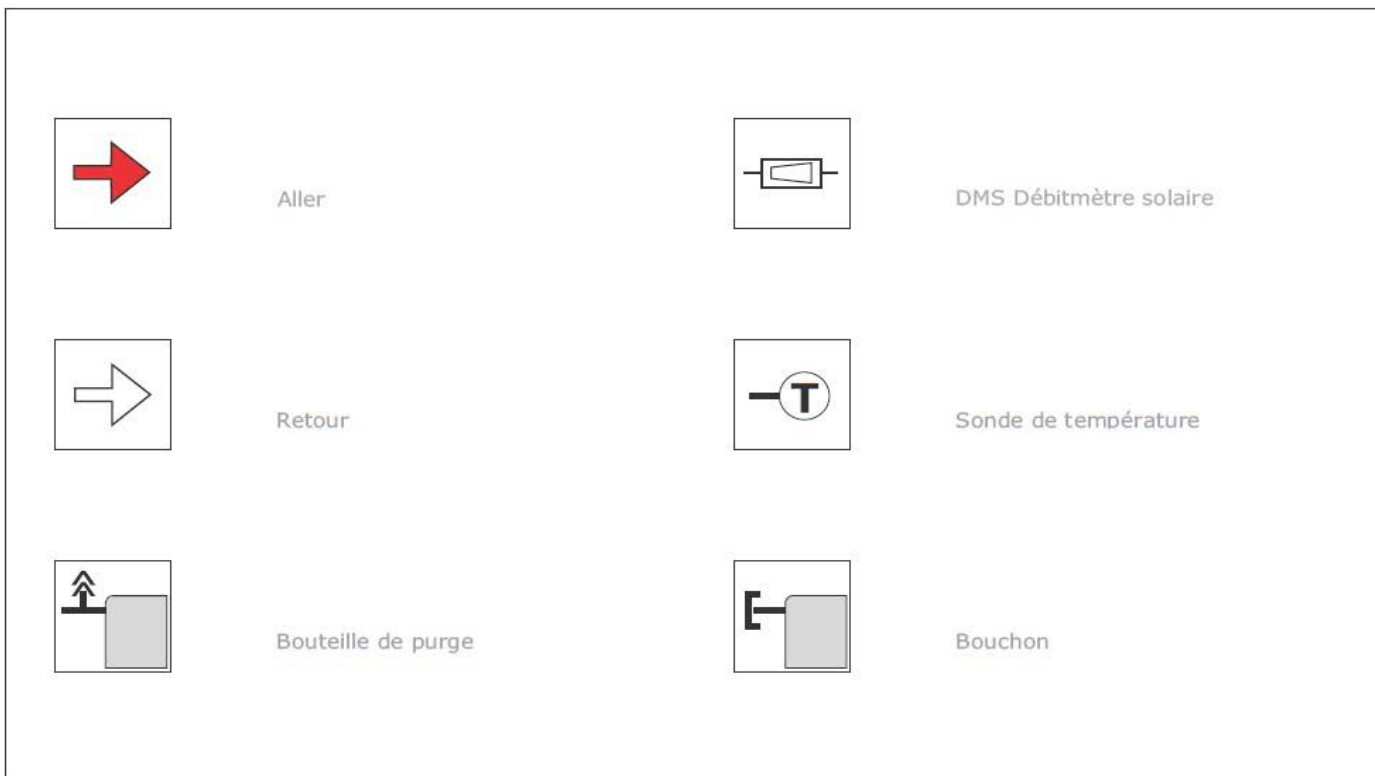 Aller
DMS Débitmètre solaire
Retour
T
Sonde de température
Bouteille de purge
Bouchon